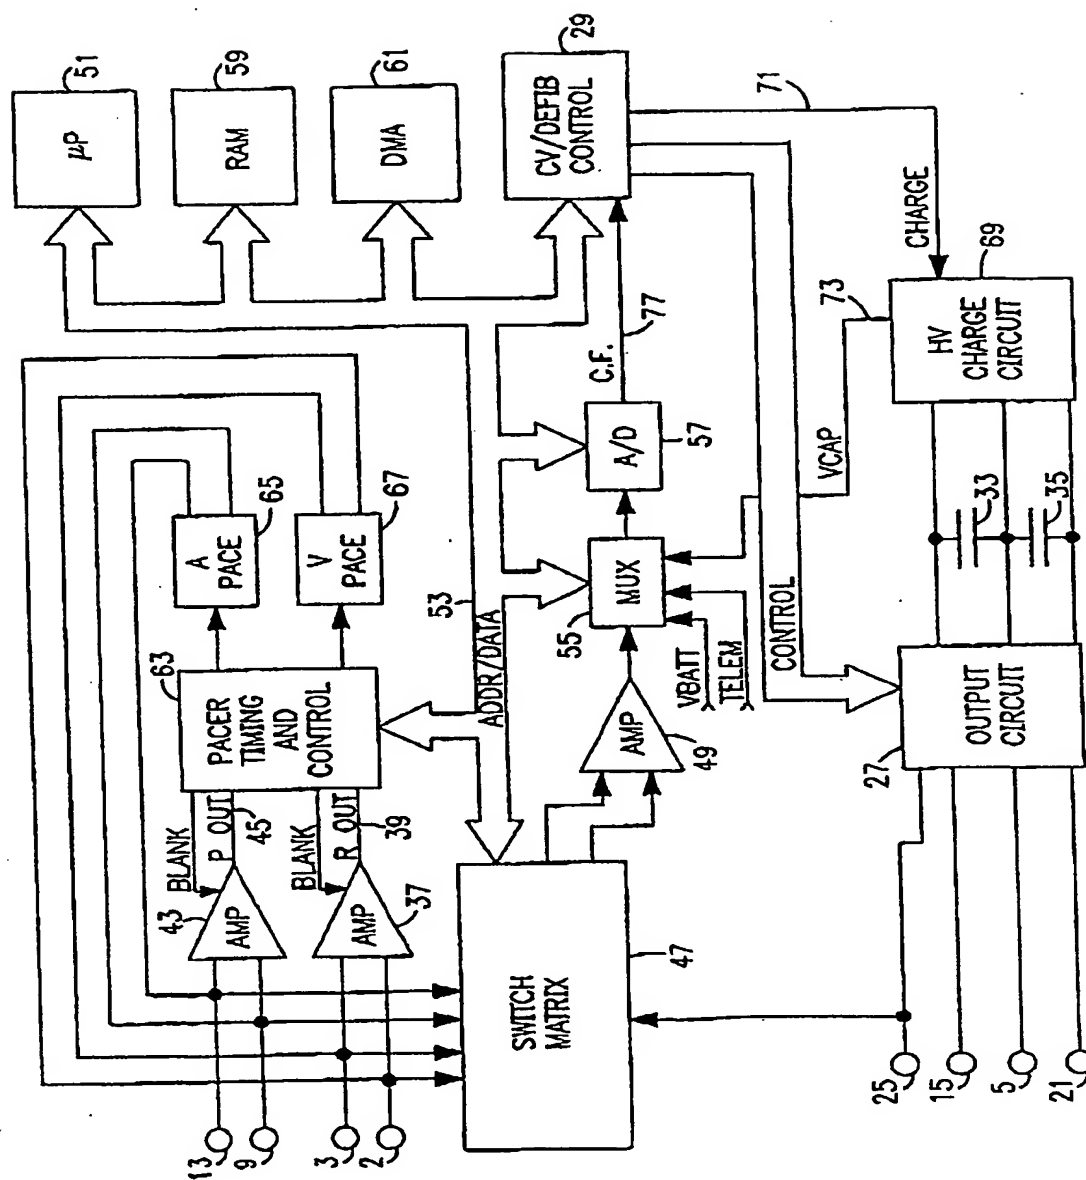 51
µP
59
RAM
61
DMA
29
CV/DEFIB
CONTROL
71
CHARGE
69
HV
CHARGE
CIRCUIT
73
VCAP
C.F.
77
A/D
57
65
A
PACE
67
V
PACE
53
ADDR/DATA
MUX
55
VBATT
TELEM
CONTROL
33
35
63
PACER
TIMING
AND
CONTROL
BLANK
P OUT
45
BLANK
R OUT
39
43
AMP
37
AMP
AMP
49
27
OUTPUT
CIRCUIT
SWITCH
MATRIX
47
13
9
3
2
25
15
5
21